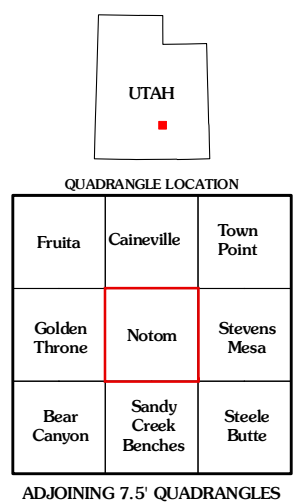 UTAH
QUADRANGLE LOCATION
Fruita
Caineville
Town
Point
Golden
Throne
Notom
Stevens
Mesa
Bear
Canyon
Sandy
Creek
Benches
Steele
Butte
ADJOINING 7.5' QUADRANGLES